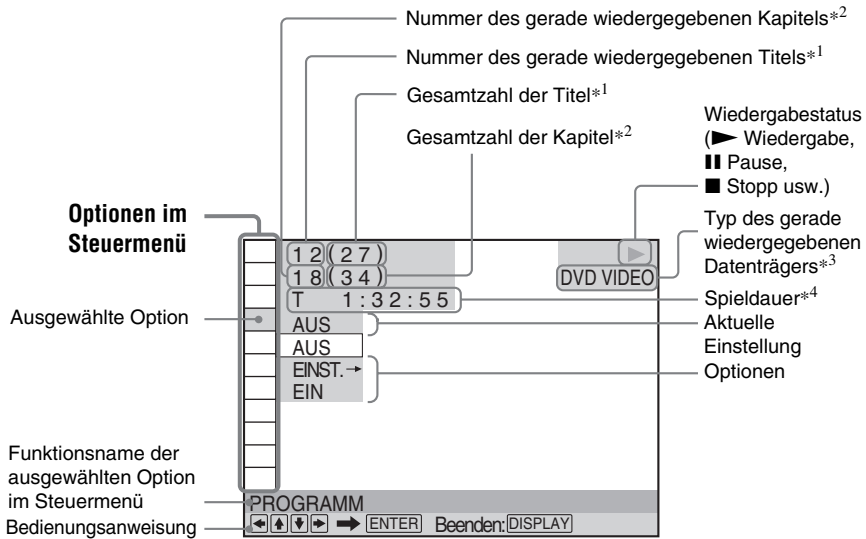 Nummer des gerade wiedergegebenen Kapitels*2
Nummer des gerade wiedergegebenen Titels*1
Gesamtzahl der Titel*1
Gesamtzahl der Kapitel*2
Wiedergabestatus
(▶ Wiedergabe,
⏸ Pause,
■ Stopp usw.)
Optionen im
Steuermenü
Typ des gerade
wiedergegebenen
Datenträgers*3
12(27)
▶
18(34)
DVD VIDEO
T 1:32:55
Spieldauer*4
Ausgewählte Option
AUS
Aktuelle
Einstellung
AUS
EINST.→
EIN
Optionen
Funktionsname der
ausgewählten Option
im Steuermenü
PROGRAMM
Bedienungsanweisung
←↑↓→ ➡ ENTER Beenden:DISPLAY